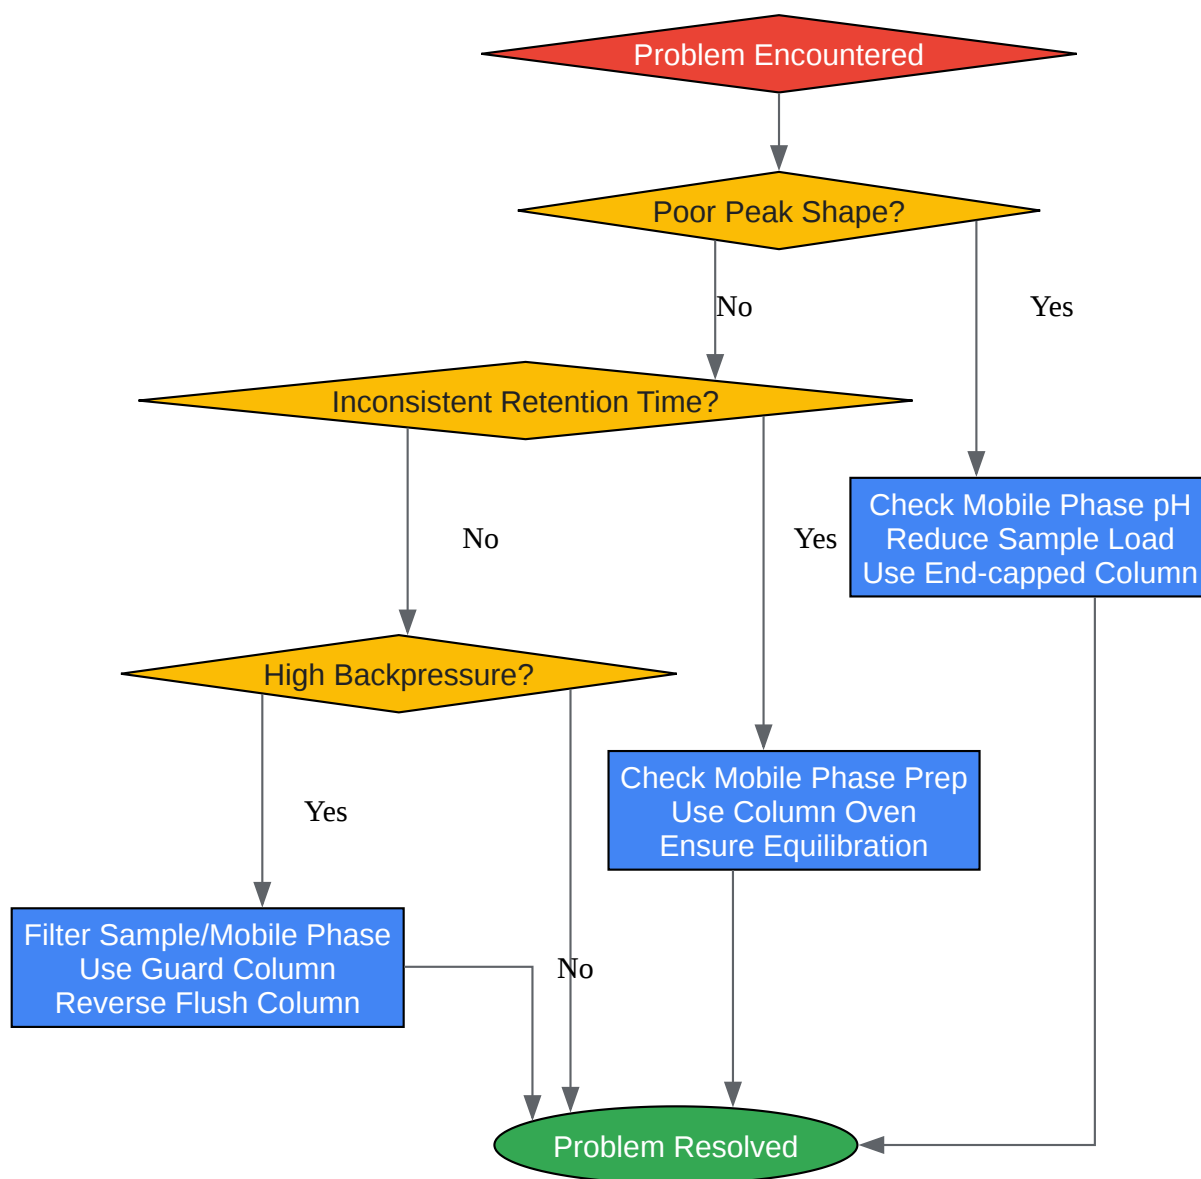 Problem Encountered
Poor Peak Shape?
No
Yes
Inconsistent Retention Time?
Check Mobile Phase pH
Reduce Sample Load
Use End-capped Column
No
Yes
High Backpressure?
Check Mobile Phase Prep
Use Column Oven
Ensure Equilibration
Yes
Filter Sample/Mobile Phase
Use Guard Column
Reverse Flush Column
No
Problem Resolved